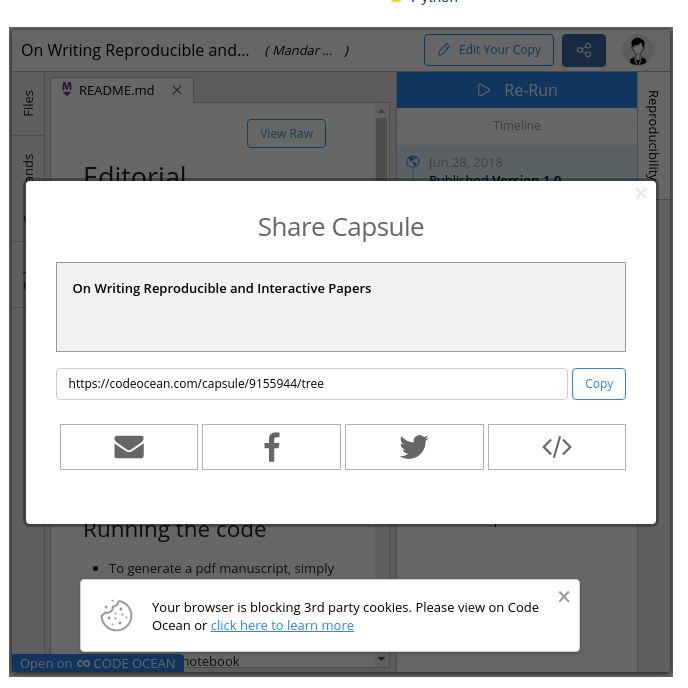 Python
On Writing Reproducible and... ( Mandar ... )
Edit Your Copy
Files
README.md
Re-Run
Timeline
View Raw
Reproducibility
Editorial
Jun 28, 2018
Published Version 1.0
Share Capsule
On Writing Reproducible and Interactive Papers
https://codeocean.com/capsule/9155944/tree
Copy
Running the code
• To generate a pdf manuscript, simply
Your browser is blocking 3rd party cookies. Please view on Code
Ocean or click here to learn more
Open on CODE OCEAN
notebook